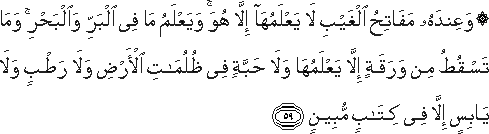 ۞ وَعِندَهُۥ مَفَاتِحُ ٱلْغَيْبِ لَا يَعْلَمُهَآ إِلَّا هُوَ ۚ وَيَعْلَمُ مَا فِى ٱلْبَرِّ وَٱلْبَحْرِ ۚ وَمَا
تَسْقُطُ مِن وَرَقَةٍ إِلَّا يَعْلَمُهَا وَلَا حَبَّةٍ فِى ظُلُمَـٰتِ ٱلْأَرْضِ وَلَا رَطْبٍ وَلَا
يَابِسٍ إِلَّا فِى كِتَـٰبٍ مُّبِينٍ ﴿٥٩﴾